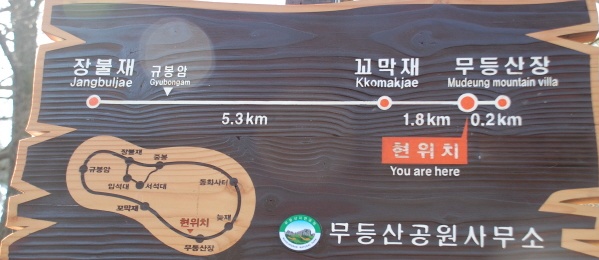 장불재
Jangbuljae
규봉암
Gyubongam
꼬막재
Kkomakjae
무등산장
Mudeung mountain villa
5.3 km
1.8 km
0.2 km
현위치
You are here
장불재
중봉
규봉암
입석대
서석대
동화사터
꼬막재
늦재
현위치
무등산장
무등산공원사무소